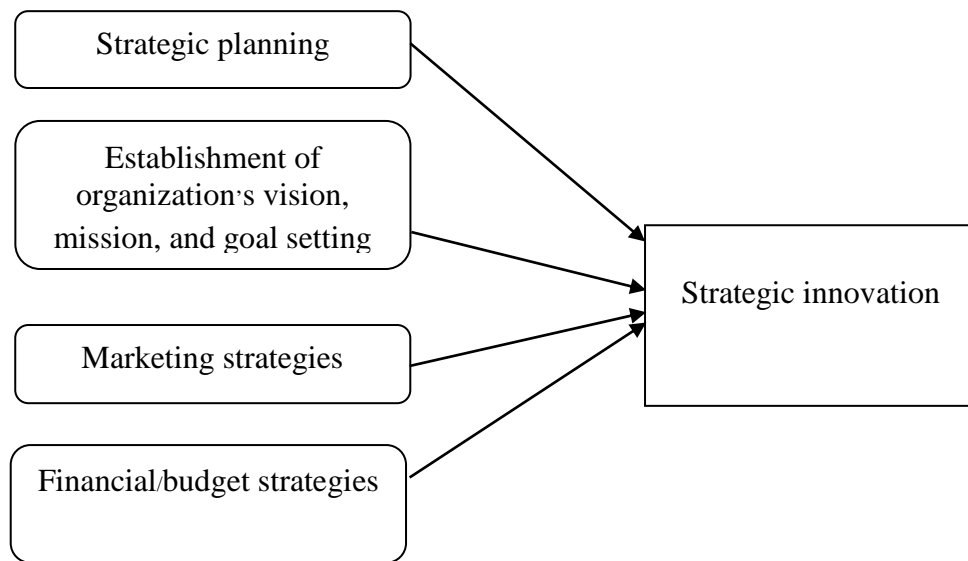 Strategic planning
Establishment of
organization's vision,
mission, and goal setting
Strategic innovation
Marketing strategies
Financial/budget strategies